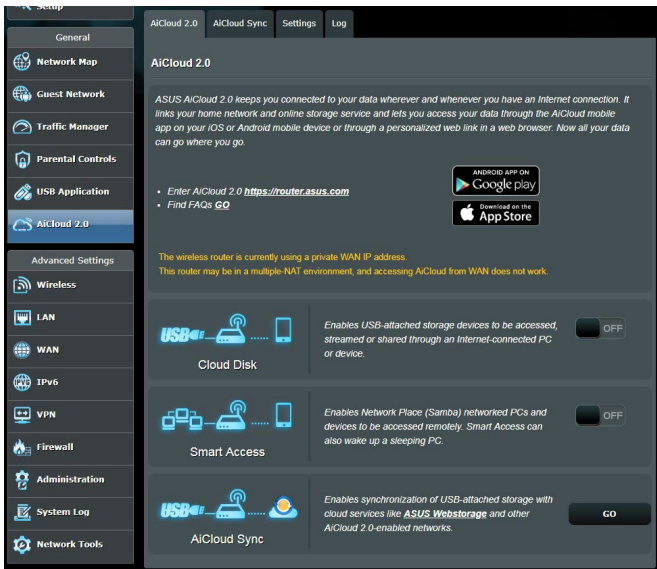 Setup
General
Network Map
Guest Network
Traffic Manager
Parental Controls
USB Application
AiCloud 2.0
Advanced Settings
Wireless
LAN
WAN
IPv6
VPN
Firewall
Administration
System Log
Network Tools
AiCloud 2.0 AiCloud Sync Settings Log
AiCloud 2.0
ASUS AiCloud 2.0 keeps you connected to your data wherever and whenever you have an Internet connection. It
links your home network and online storage service and lets you access your data through the AiCloud mobile
app on your iOS or Android mobile device or through a personalized web link in a web browser. Now all your data
can go where you go.
• Enter AiCloud 2.0 https://router.asus.com
• Find FAQs GO
ANDROID APP ON
Google play
Download on the
App Store
The wireless router is currently using a private WAN IP address.
This router may be in a multiple-NAT environment, and accessing AiCloud from WAN does not work.
USB
Cloud Disk
Enables USB-attached storage devices to be accessed,
streamed or shared through an Internet-connected PC
or device.
OFF
Smart Access
Enables Network Place (Samba) networked PCs and
devices to be accessed remotely. Smart Access can
also wake up a sleeping PC.
OFF
USB
AiCloud Sync
Enables synchronization of USB-attached storage with
cloud services like ASUS Webstorage and other
AiCloud 2.0-enabled networks.
GO